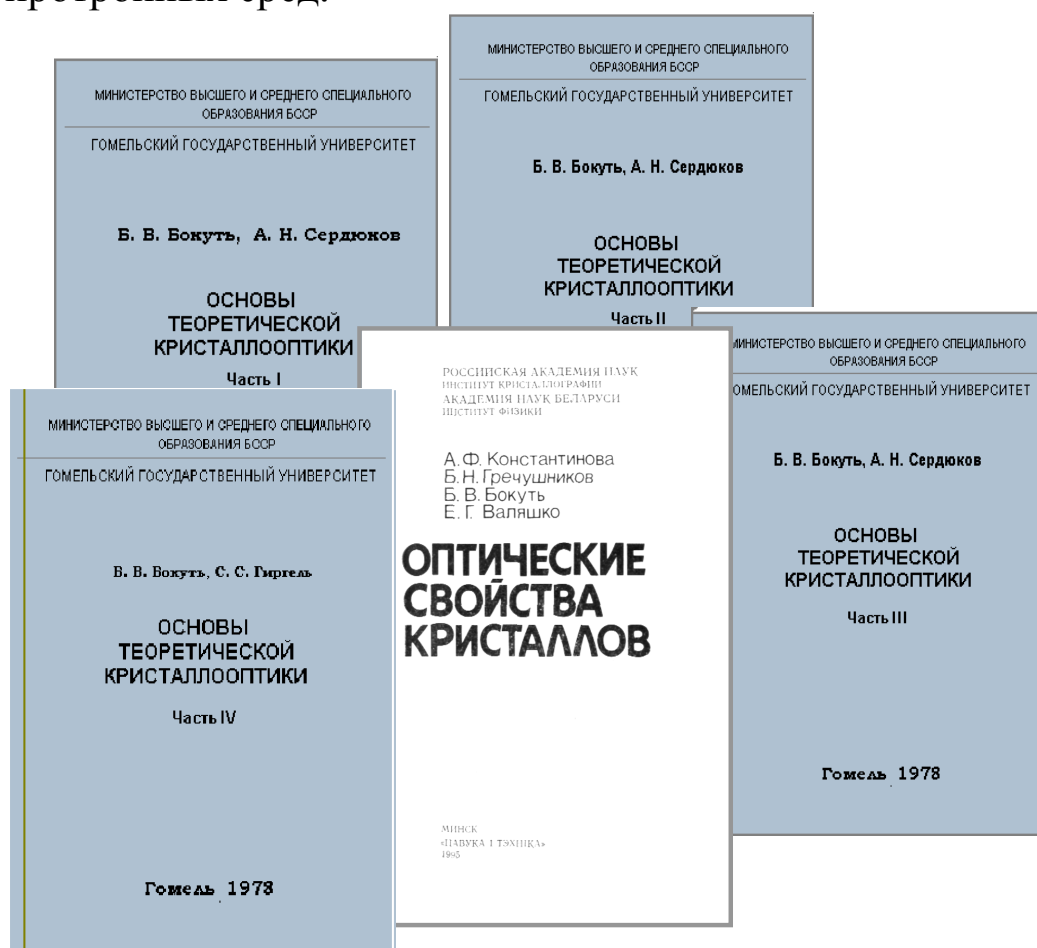 МИНИСТЕРСТВО ВЫСШЕГО И СРЕДНЕГО СПЕЦИАЛЬНОГО
ОБРАЗОВАНИЯ БССР
ГОМЕЛЬСКИЙ ГОСУДАРСТВЕННЫЙ УНИВЕРСИТЕТ
Б. В. Бокуть, А. Н. Сердюков
ОСНОВЫ
ТЕОРЕТИЧЕСКОЙ
КРИСТАЛЛООПТИКИ
Часть I
МИНИСТЕРСТВО ВЫСШЕГО И СРЕДНЕГО СПЕЦИАЛЬНОГО
ОБРАЗОВАНИЯ БССР
ГОМЕЛЬСКИЙ ГОСУДАРСТВЕННЫЙ УНИВЕРСИТЕТ
Б. В. Бокуть, А. Н. Сердюков
ОСНОВЫ
ТЕОРЕТИЧЕСКОЙ
КРИСТАЛЛООПТИКИ
Часть II
МИНИСТЕРСТВО ВЫСШЕГО И СРЕДНЕГО СПЕЦИАЛЬНОГО
ОБРАЗОВАНИЯ БССР
ГОМЕЛЬСКИЙ ГОСУДАРСТВЕННЫЙ УНИВЕРСИТЕТ
Б. В. Бокуть, С. С. Гиргель
ОСНОВЫ
ТЕОРЕТИЧЕСКОЙ
КРИСТАЛЛООПТИКИ
Часть IV
Гомель 1978
РОССИЙСКАЯ АКАДЕМИЯ НАУК
ИНСТИТУТ КРИСТАЛЛОГРАФИИ
АКАДЕМИЯ НАУК БЕЛАРУСИ
ИНСТИТУТ ФИЗИКИ
А.Ф. Константинова
Б.Н. Гречушников
Б.В. Бокуть
Е.Г. Валяшко
ОПТИЧЕСКИЕ
СВОЙСТВА
КРИСТАЛЛОВ
МИНСК
«НАВУКА І ТЭХНІКА»
1995
МИНИСТЕРСТВО ВЫСШЕГО И СРЕДНЕГО СПЕЦИАЛЬНОГО
ОБРАЗОВАНИЯ БССР
ГОМЕЛЬСКИЙ ГОСУДАРСТВЕННЫЙ УНИВЕРСИТЕТ
Б. В. Бокуть, А. Н. Сердюков
ОСНОВЫ
ТЕОРЕТИЧЕСКОЙ
КРИСТАЛЛООПТИКИ
Часть III
Гомель 1978